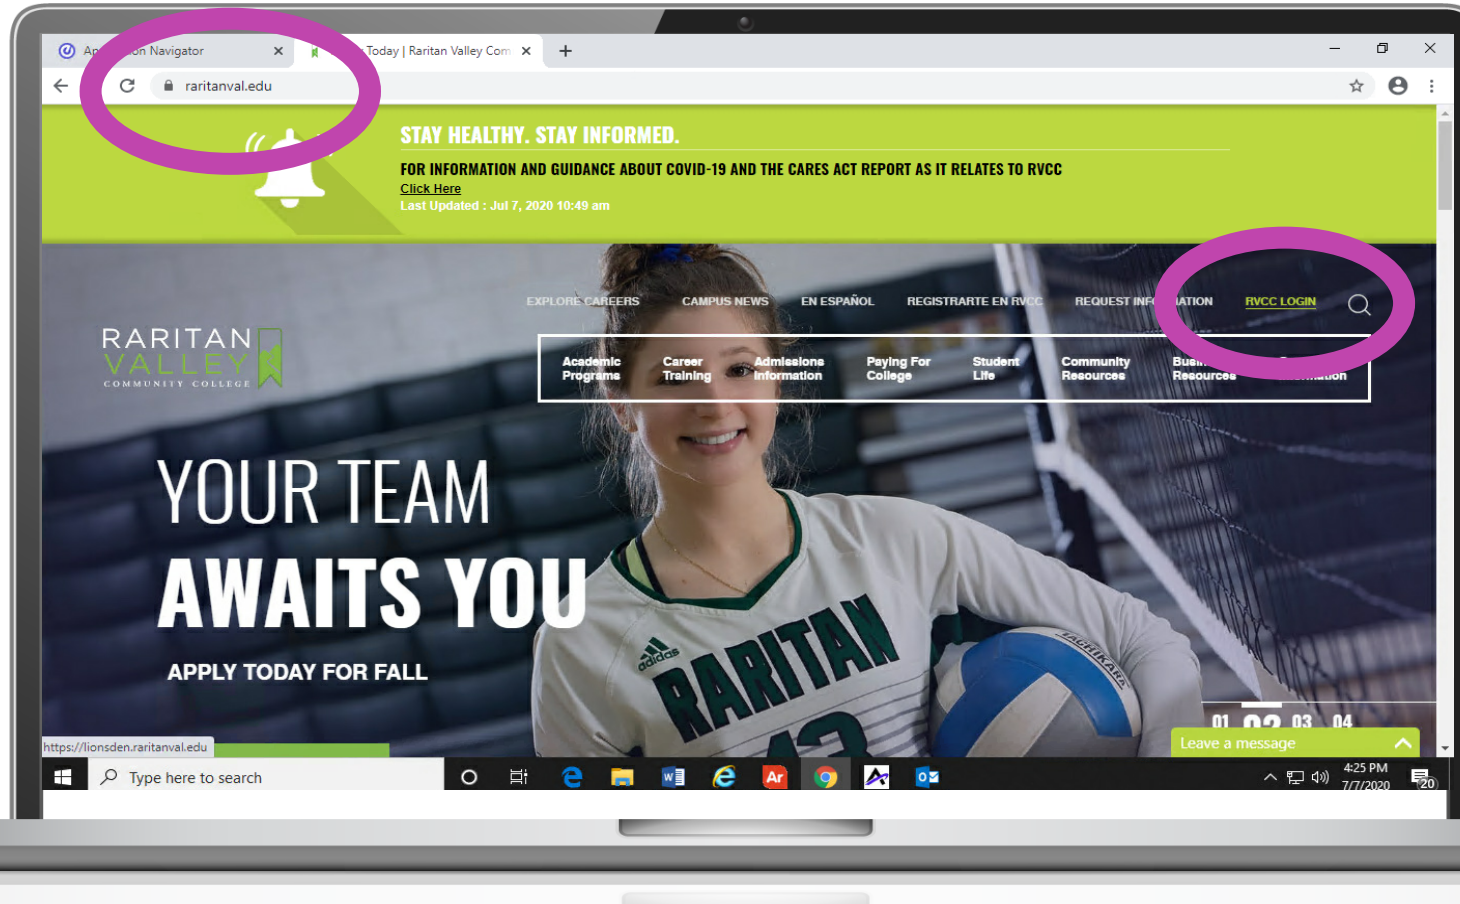 Navigator
Today | Raritan Valley Com
raritanval.edu
STAY HEALTHY. STAY INFORMED.
FOR INFORMATION AND GUIDANCE ABOUT COVID-19 AND THE CARES ACT REPORT AS IT RELATES TO RVCC
Click Here
Last Updated : Jul 7, 2020 10:49 am
EXPLORE CAREERS CAMPUS NEWS EN ESPAÑOL REGISTRARTE EN RVCC REQUEST RVCC LOGIN
RARITAN
VALLEY
COMMUNITY COLLEGE
Academic Career Admissions Paying For Student Community
Programs Training Information College Life Resources Resources
YOUR TEAM
AWAITS YOU
APPLY TODAY FOR FALL
adidas
RARITAN
13
TACHIKARA
01 02 03 04
Leave a message
https://lionsden.raritanval.edu
Type here to search
4:25 PM
7/7/2020
20